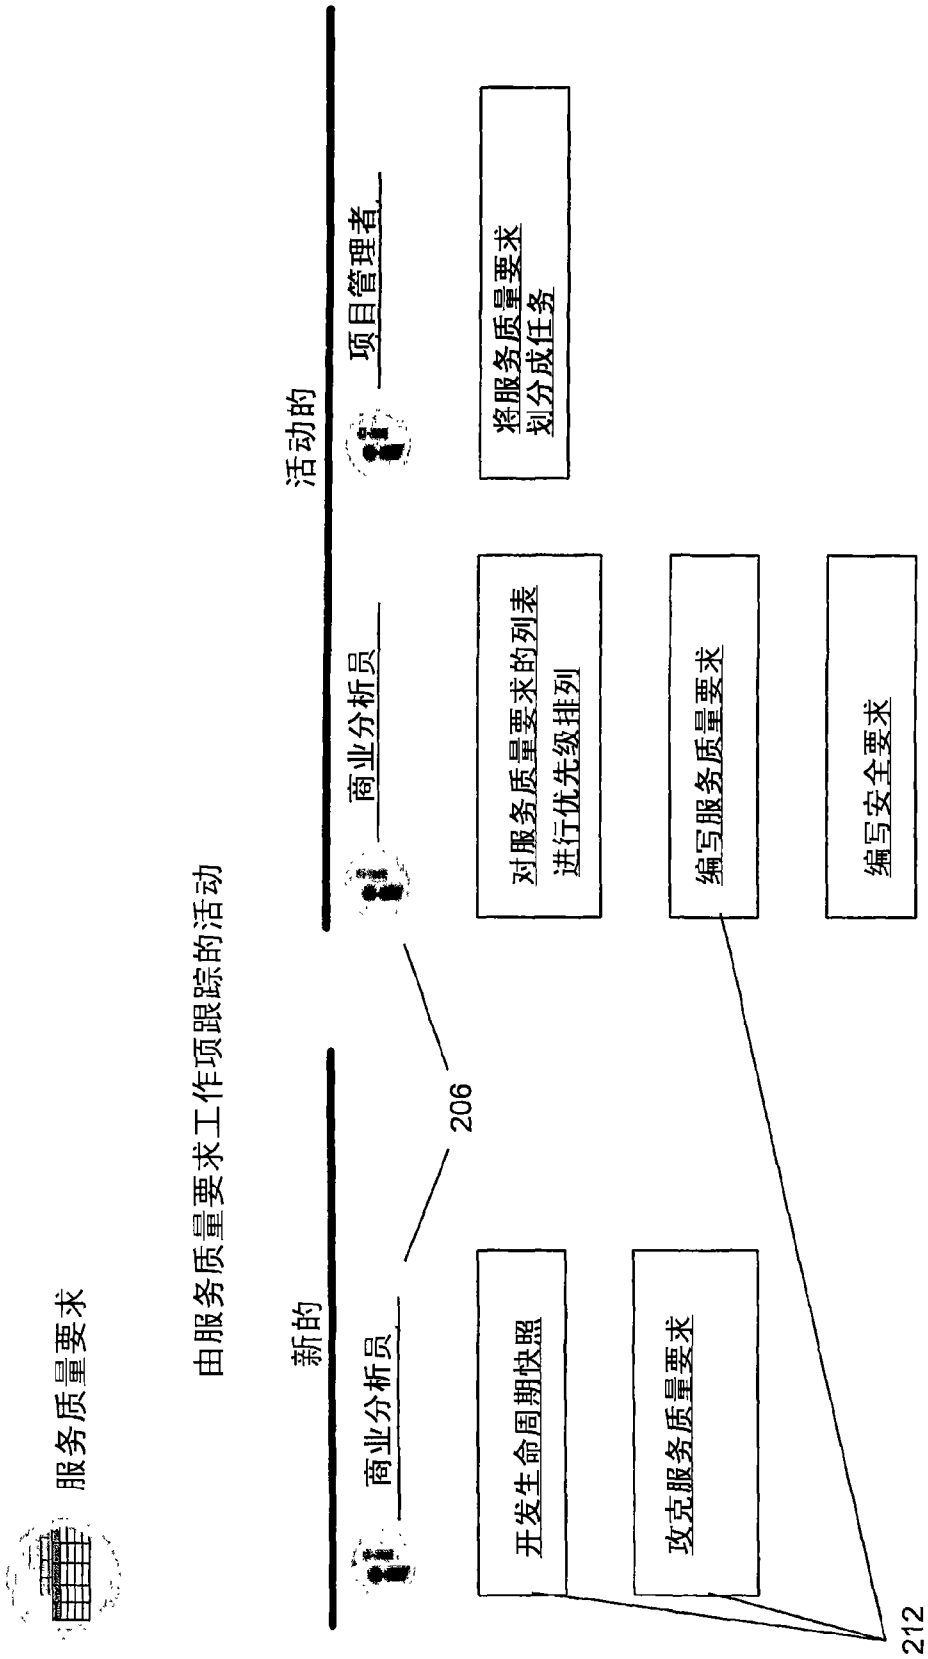 服务质量要求
由服务质量要求工作项跟踪的活动
新的
活动的
商业分析员
商业分析员
项目管理者
206
开发生命周期快照
攻克服务质量要求
对服务质量要求的列表
进行优先级排列
编写服务质量要求
编写安全要求
将服务质量要求
划分成任务
212